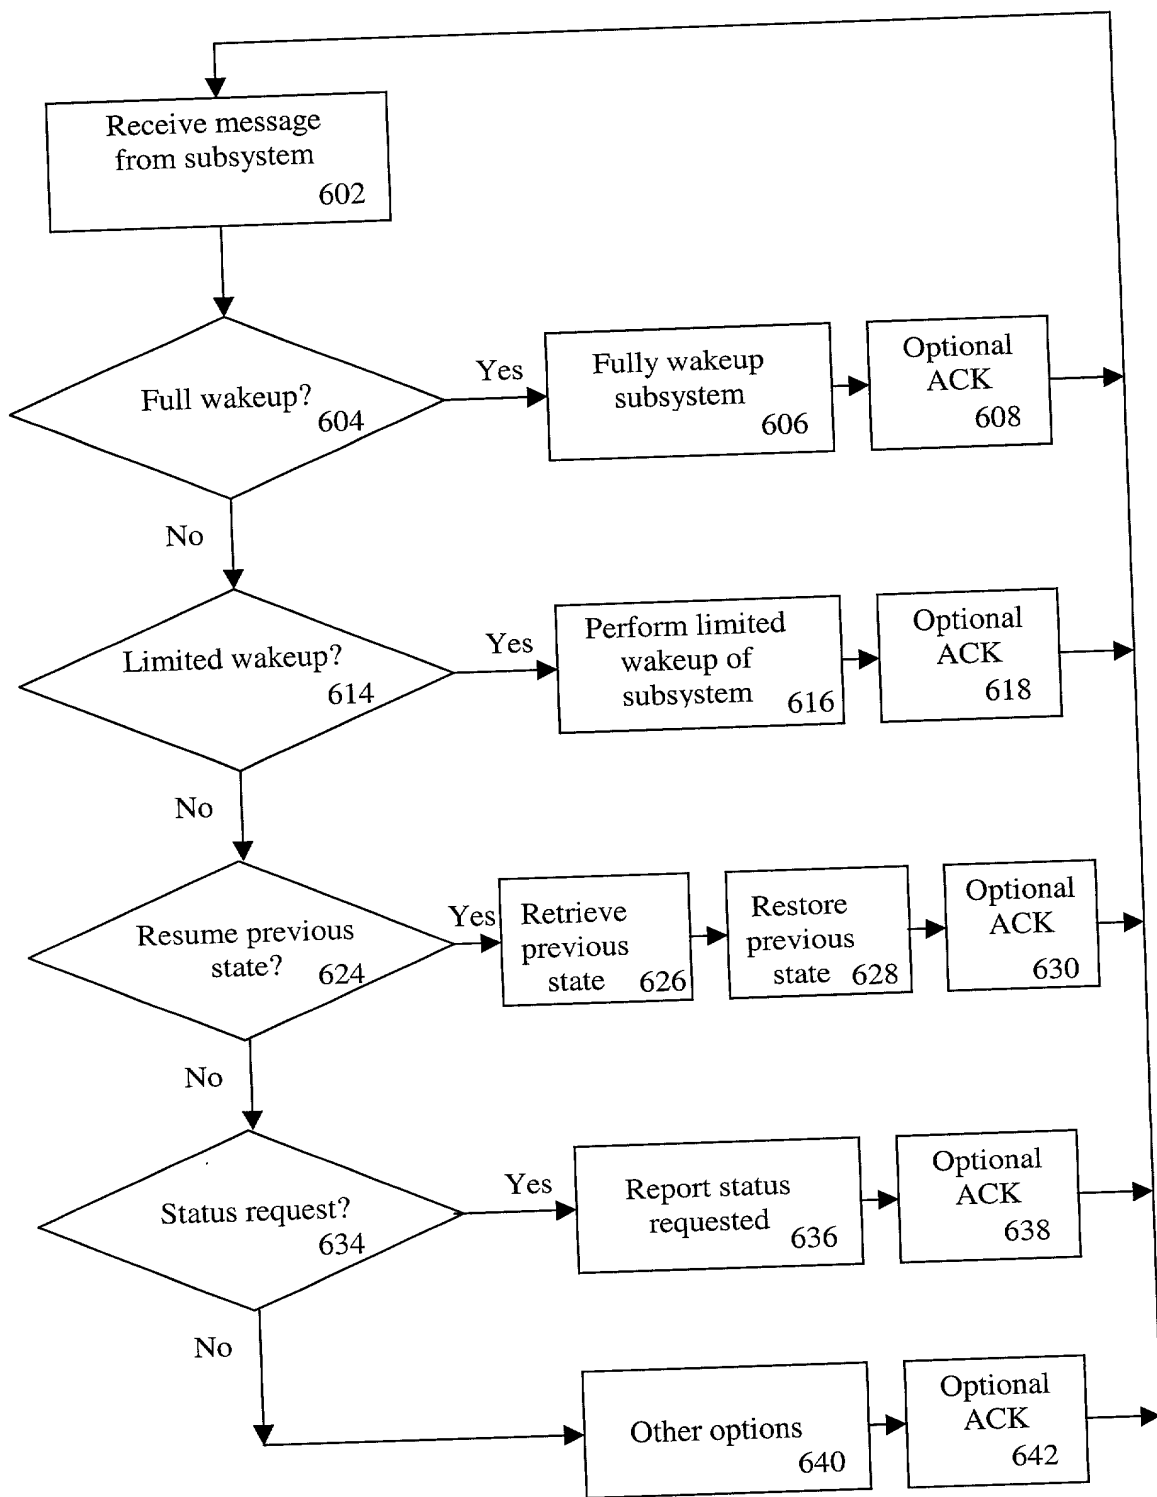 Receive message
from subsystem
602
Full wakeup?
604
Yes
Fully wakeup
subsystem
606
Optional
ACK
608
No
Limited wakeup?
614
Yes
Perform limited
wakeup of
subsystem
616
Optional
ACK
618
No
Resume previous
state?
624
Yes
Retrieve
previous
state
626
Restore
previous
state
628
Optional
ACK
630
No
Status request?
634
Yes
Report status
requested
636
Optional
ACK
638
No
Other options
640
Optional
ACK
642